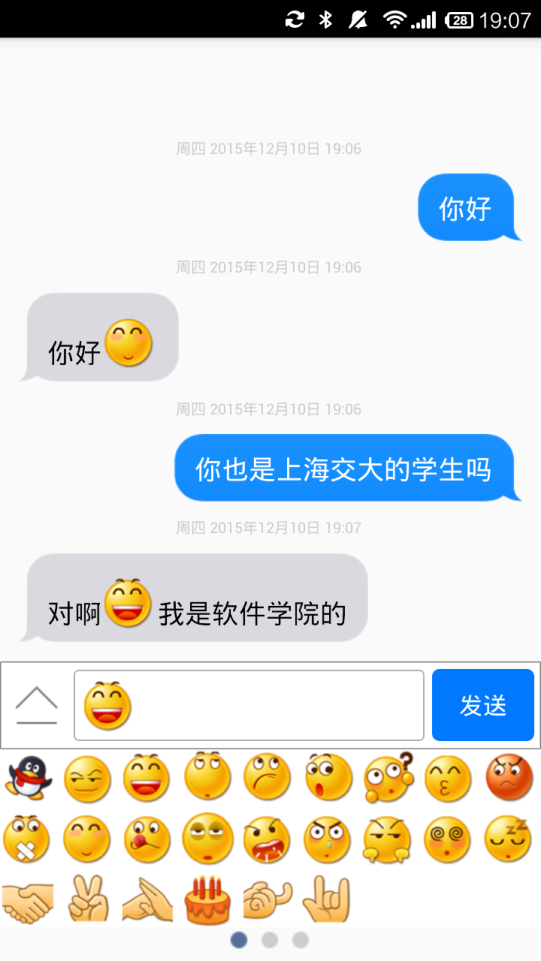 28 19:07
周四 2015年12月10日 19:06
你好
周四 2015年12月10日 19:06
你好
周四 2015年12月10日 19:06
你也是上海交大的学生吗
周四 2015年12月10日 19:07
对啊 我是软件学院的
发送